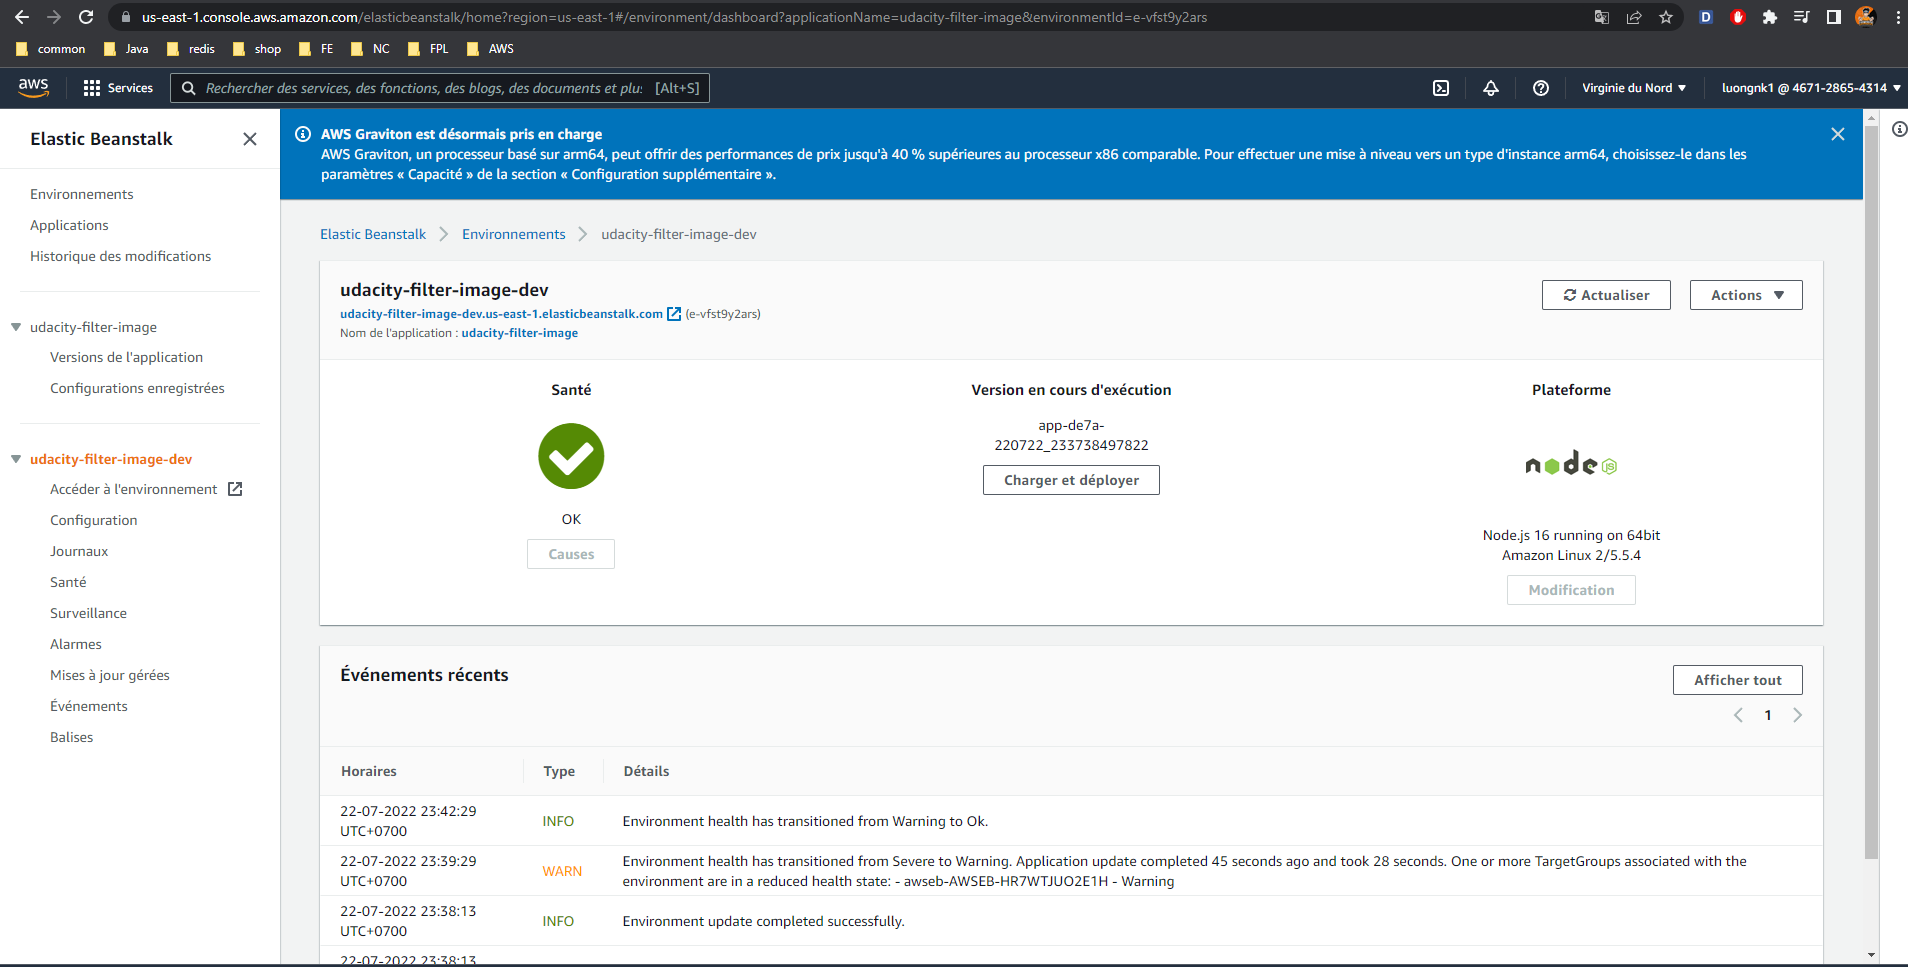 us-east-1.console.aws.amazon.com/elasticbeanstalk/home?region=us-east-1#/environment/dashboard?applicationName=udacity-filter-image&environmentId=e-vfst9y2ars
D
common
Java
redis
shop
FE
NC
FPL
AWS
aws
Services
Rechercher des services, des fonctions, des blogs, des documents et plu:
[Alt+S]
Virginie du Nord
luongnk1 @ 4671-2865-4314
Elastic Beanstalk
Environnements
Applications
Historique des modifications
udacity-filter-image
Versions de l'application
Configurations enregistrées
udacity-filter-image-dev
Accéder à l'environnement
Configuration
Journaux
Santé
Surveillance
Alarmes
Mises à jour gérées
Événements
Balises
AWS Graviton est désormais pris en charge
AWS Graviton, un processeur basé sur arm64, peut offrir des performances de prix jusqu'à 40 % supérieures au processeur x86 comparable. Pour effectuer une mise à niveau vers un type d'instance arm64, choisissez-le dans les
paramètres « Capacité » de la section « Configuration supplémentaire ».
Elastic Beanstalk
Environnements
udacity-filter-image-dev
udacity-filter-image-dev
udacity-filter-image-dev.us-east-1.elasticbeanstalk.com (e-vfst9y2ars)
Nom de l'application : udacity-filter-image
Actualiser
Actions
Santé
OK
Causes
Version en cours d'exécution
app-de7a-
220722_233738497822
Charger et déployer
Plateforme
node JS
Node.js 16 running on 64bit
Amazon Linux 2/5.5.4
Modification
Événements récents
Afficher tout
1
Horaires
Type
Détails
22-07-2022 23:42:29
UTC+0700
INFO
Environment health has transitioned from Warning to Ok.
22-07-2022 23:39:29
UTC+0700
WARN
Environment health has transitioned from Severe to Warning. Application update completed 45 seconds ago and took 28 seconds. One or more TargetGroups associated with the
environment are in a reduced health state: - awseb-AWSEB-HR7WTJUO2E1H - Warning
22-07-2022 23:38:13
UTC+0700
INFO
Environment update completed successfully.
22-07-2022 23:38:13